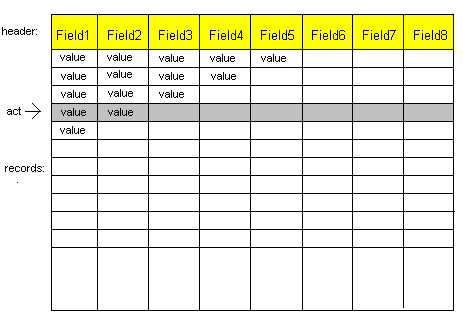 header: Field1 Field2 Field3 Field4 Field5 Field6 Field7 Field8
value value value value value
value value value value
value value value
act value value
value
records: